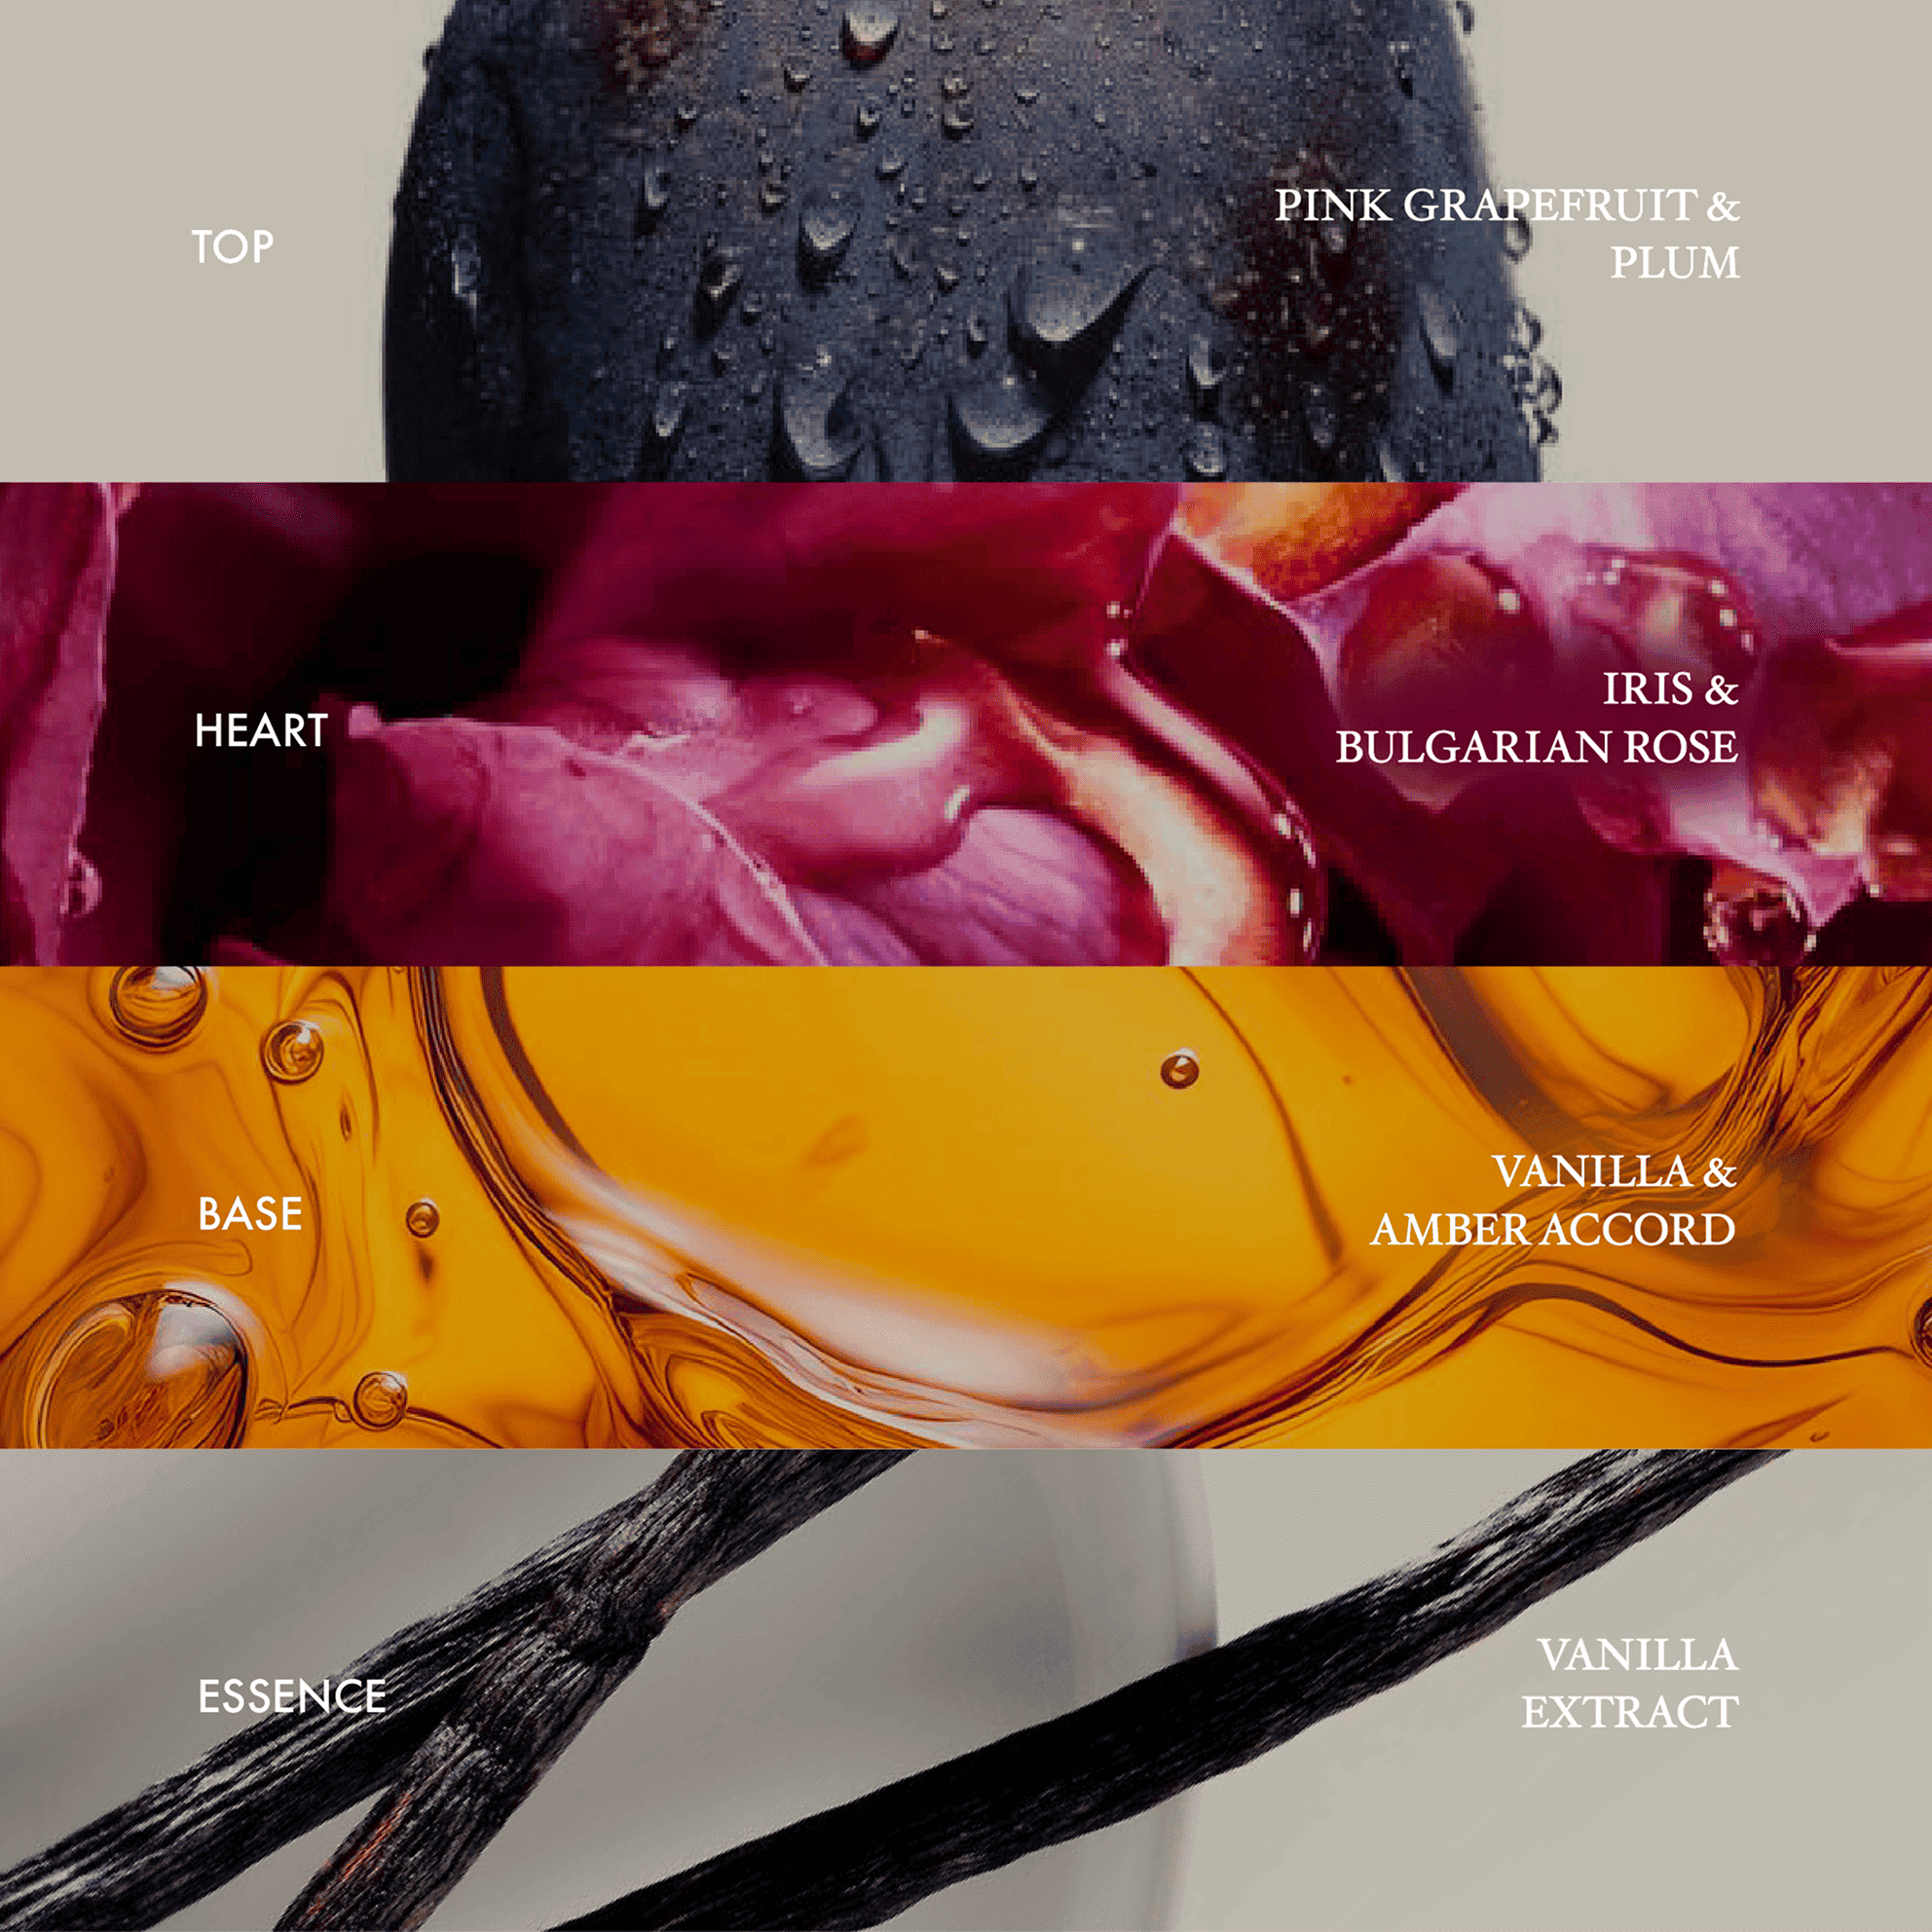 TOP
PINK GRAPEFRUIT &
PLUM
HEART
IRIS &
BULGARIAN ROSE
BASE
VANILLA &
AMBER ACCORD
ESSENCE
VANILLA
EXTRACT